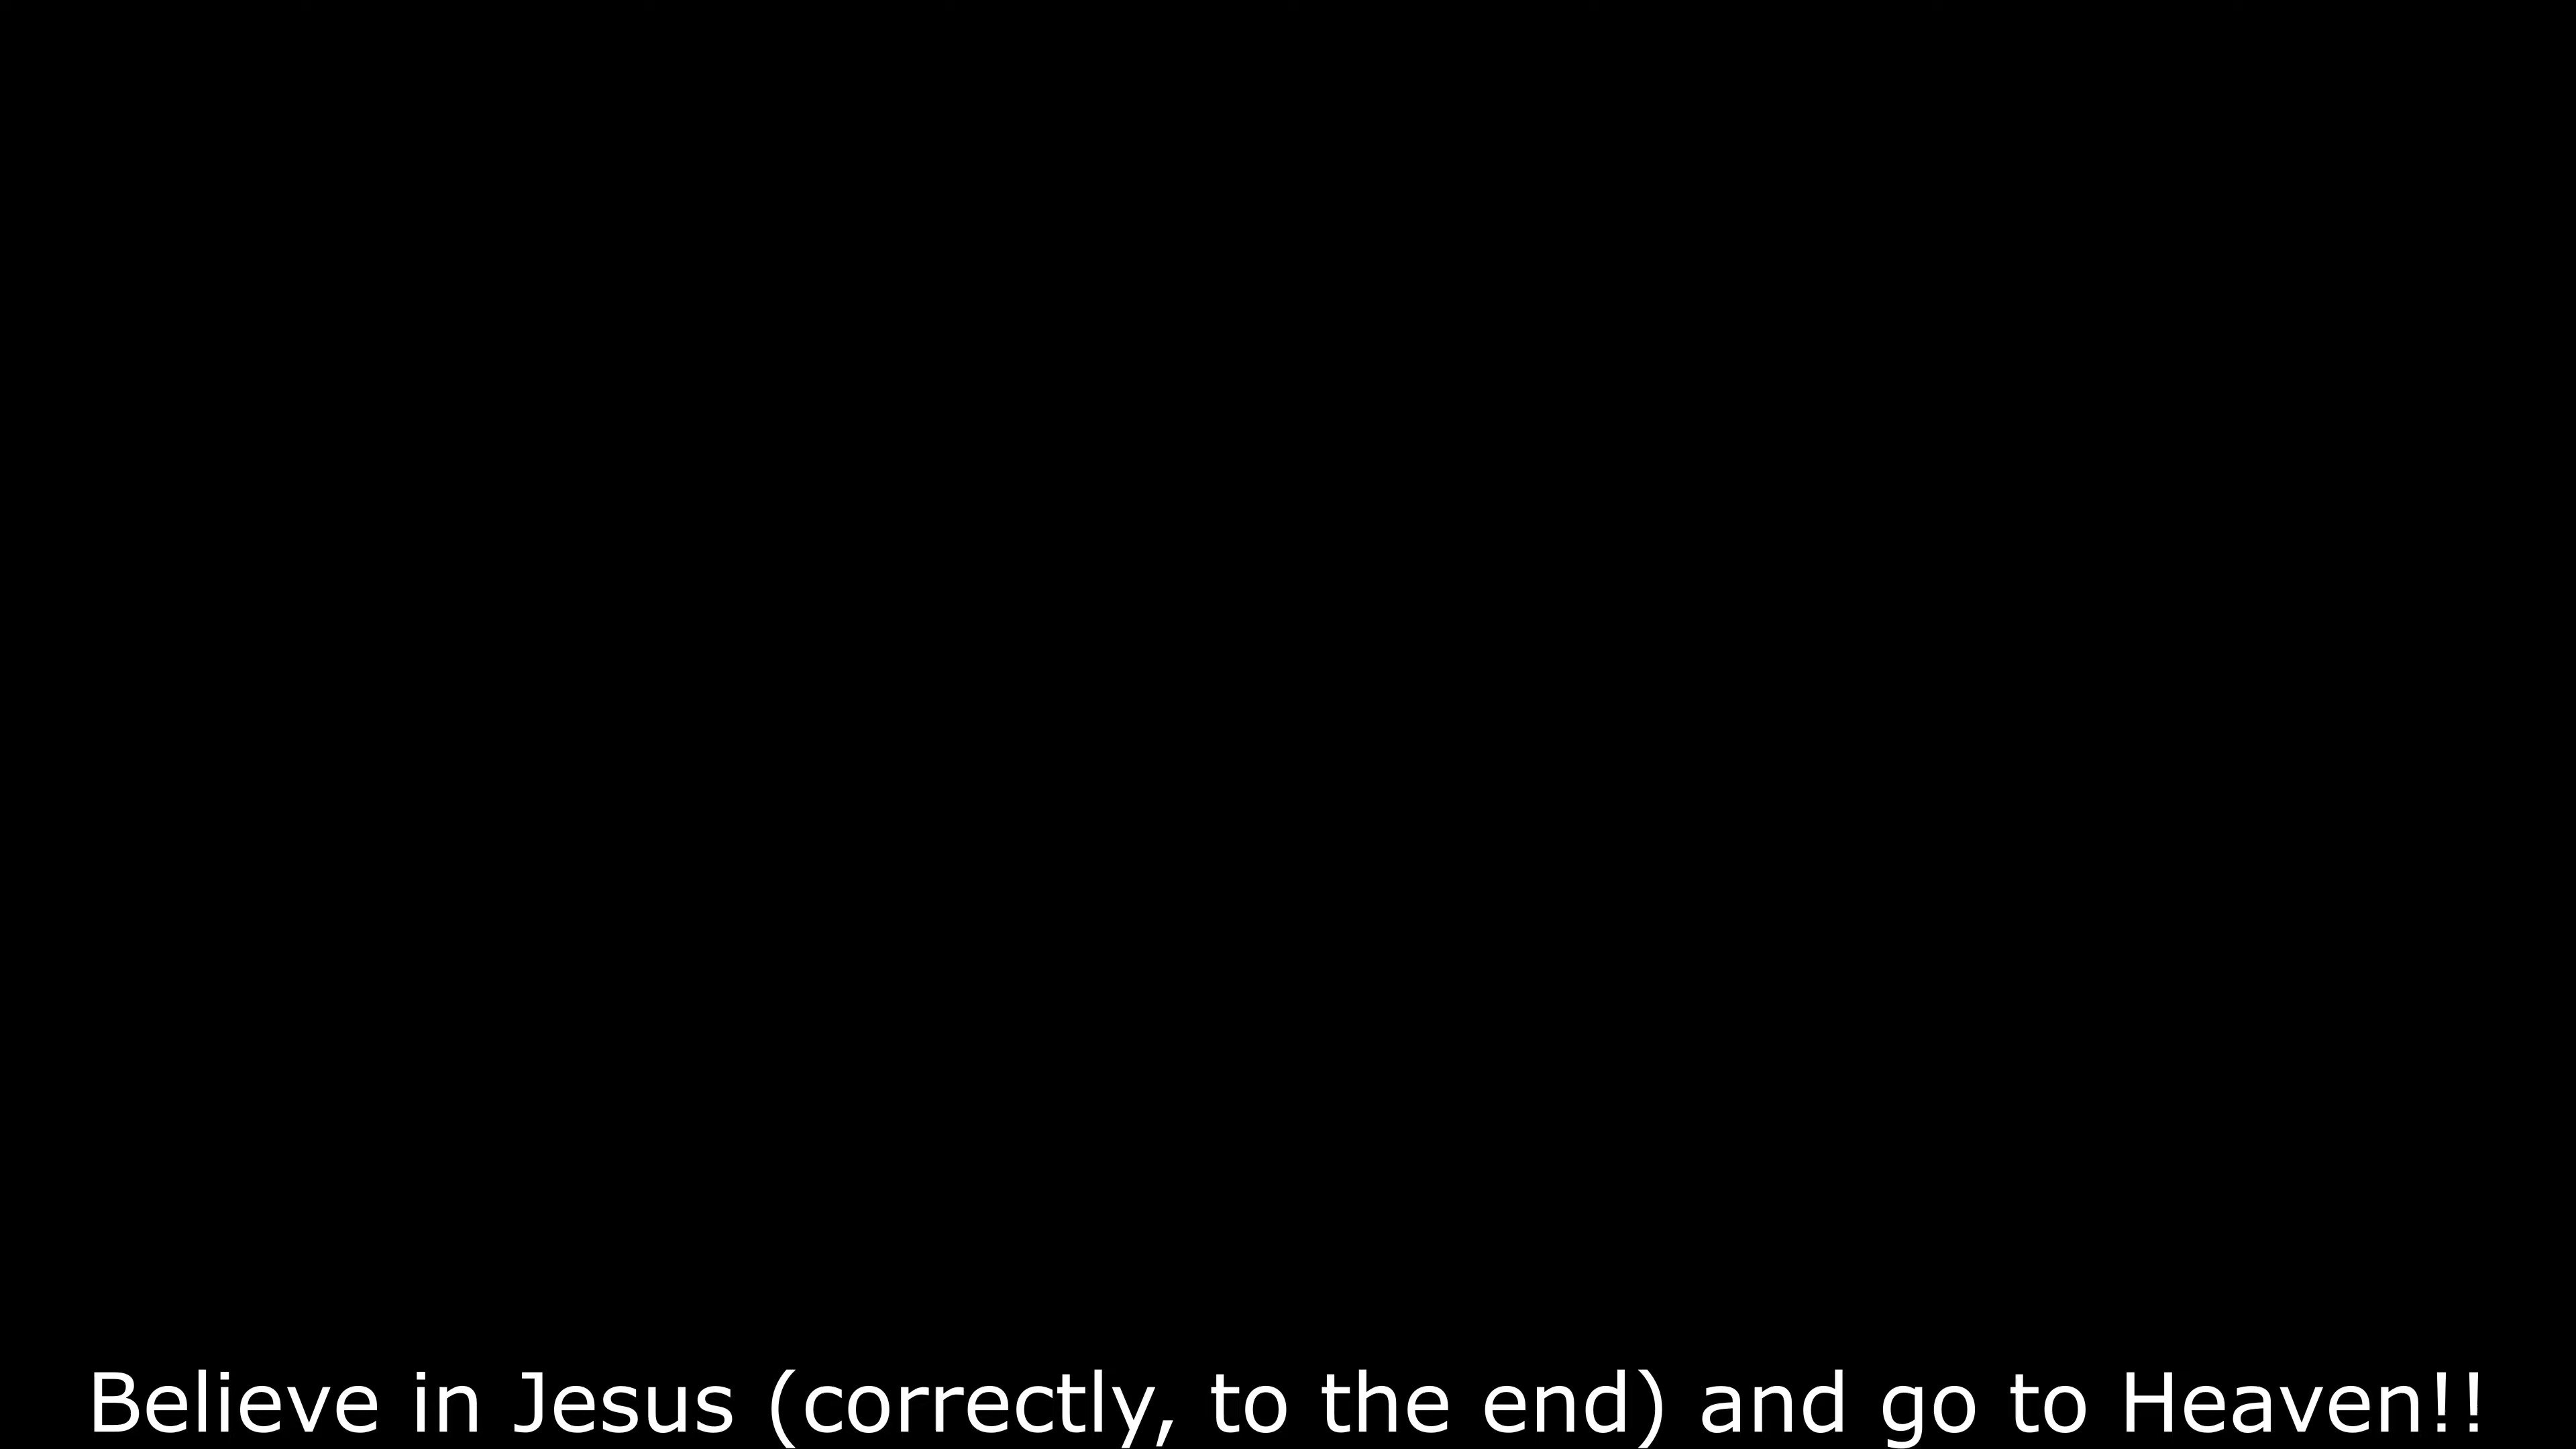 Believe in Jesus (correctly, to the end) and go to Heaven!!